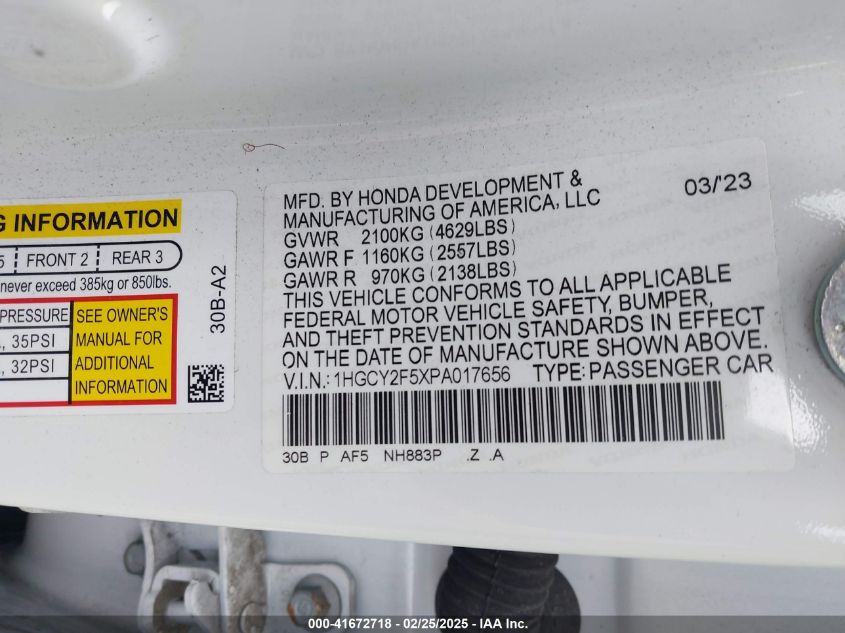 G INFORMATION
5 FRONT 2 REAR 3
never exceed 385kg or 850lbs.
PRESSURE
, 35PSI
, 32PSI
SEE OWNER'S
MANUAL FOR
ADDITIONAL
INFORMATION
30B-A2
MFD. BY HONDA DEVELOPMENT &
MANUFACTURING OF AMERICA, LLC
03/'23
GVWR 2100KG (4629LBS)
GAWR F 1160KG (2557LBS)
GAWR R 970KG (2138LBS)
THIS VEHICLE CONFORMS TO ALL APPLICABLE
FEDERAL MOTOR VEHICLE SAFETY, BUMPER,
AND THEFT PREVENTION STANDARDS IN EFFECT
ON THE DATE OF MANUFACTURE SHOWN ABOVE.
V.I.N.:1HGCY2F5XPA017656 TYPE:PASSENGER CAR
30B P AF5 NH883P .Z .A
000-41672718 - 02/25/2025 - IAA Inc.